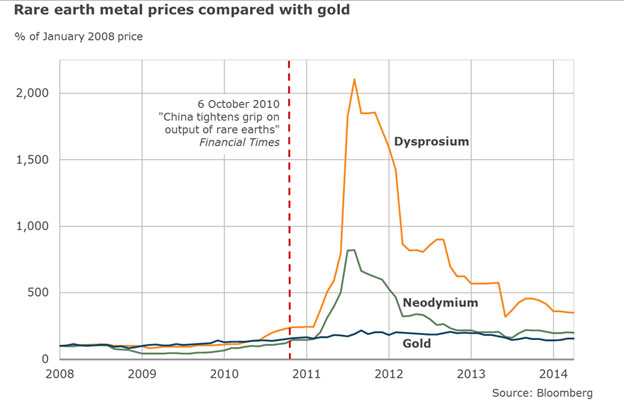 Rare earth metal prices compared with gold
% of January 2008 price
6 October 2010
"China tightens grip on
output of rare earths"
Financial Times
2,000
1,500
1,000
500
0
Dysprosium
Neodymium
Gold
2008 2009 2010 2011 2012 2013 2014
Source: Bloomberg